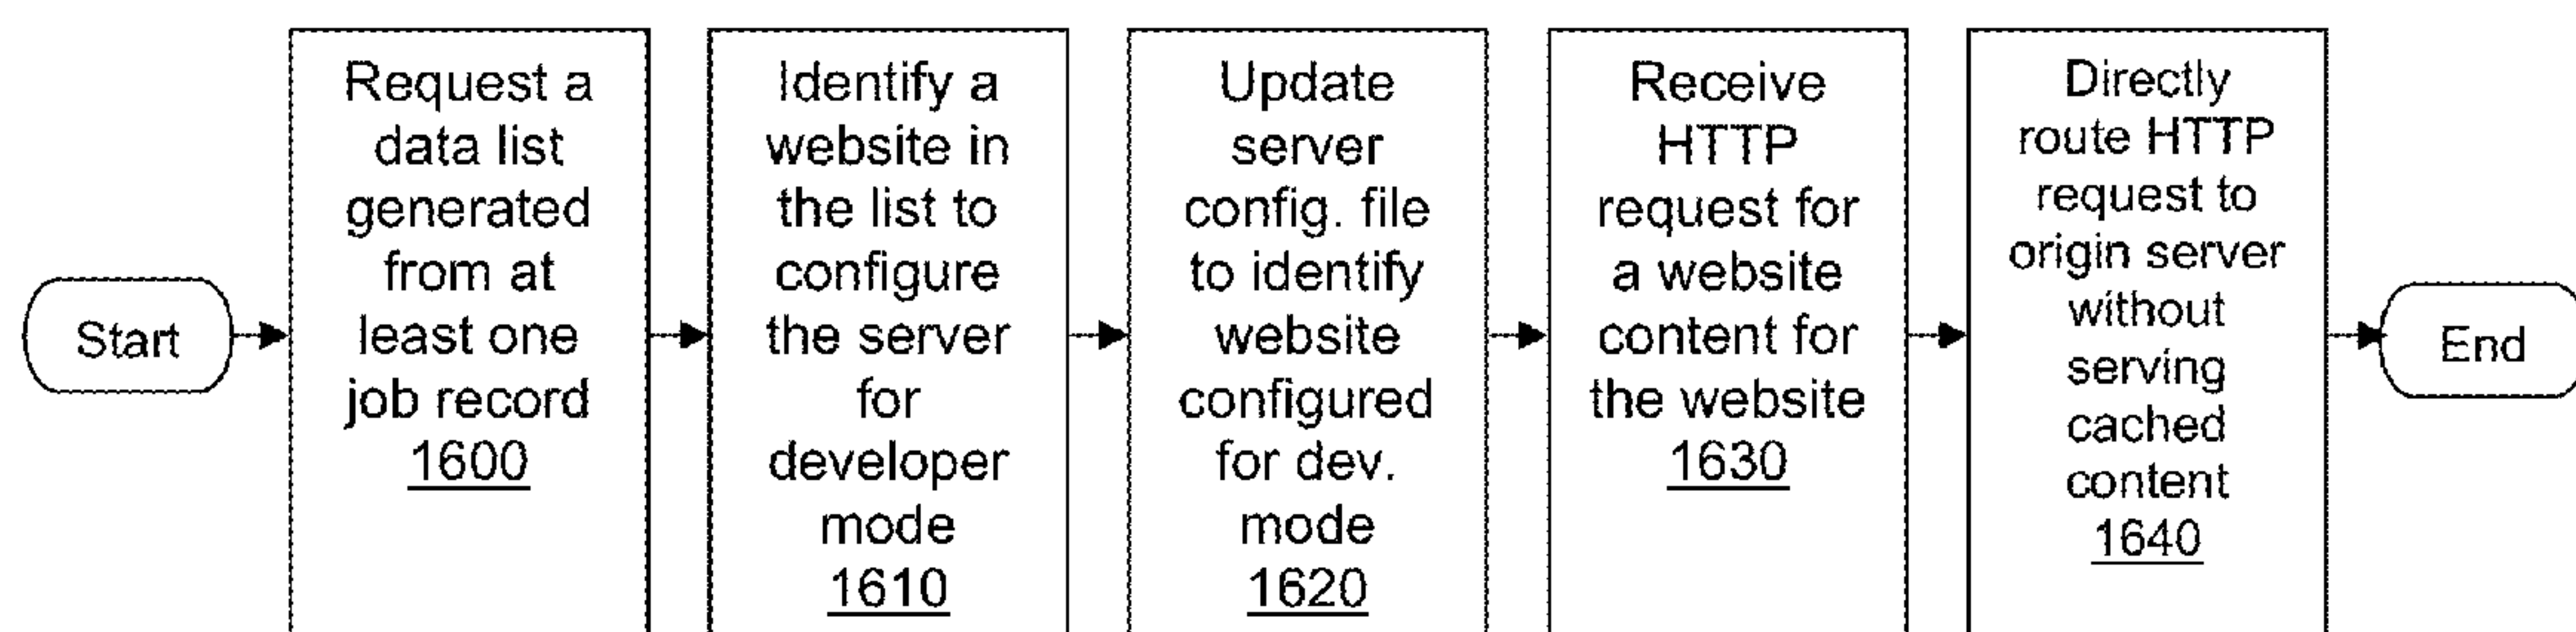 Start
Request a
data list
generated
from at
least one
job record
1600
Identify a
website in
the list to
configure
the server
for
developer
mode
1610
Update
server
config. file
to identify
website
configured
for dev.
mode
1620
Receive
HTTP
request for
a website
content for
the website
1630
Directly
route HTTP
request to
origin server
without
serving
cached
content
1640
End